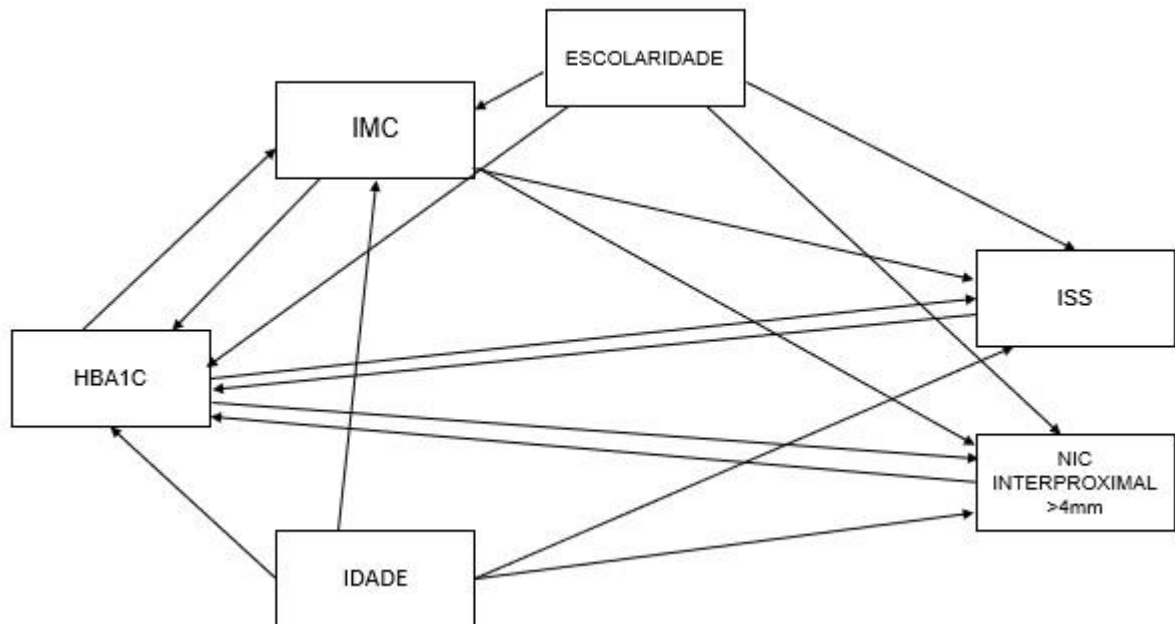 ESCOLARIDADE
IMC
ISS
HBA1C
NIC
INTERPROXIMAL
>4mm
IDADE